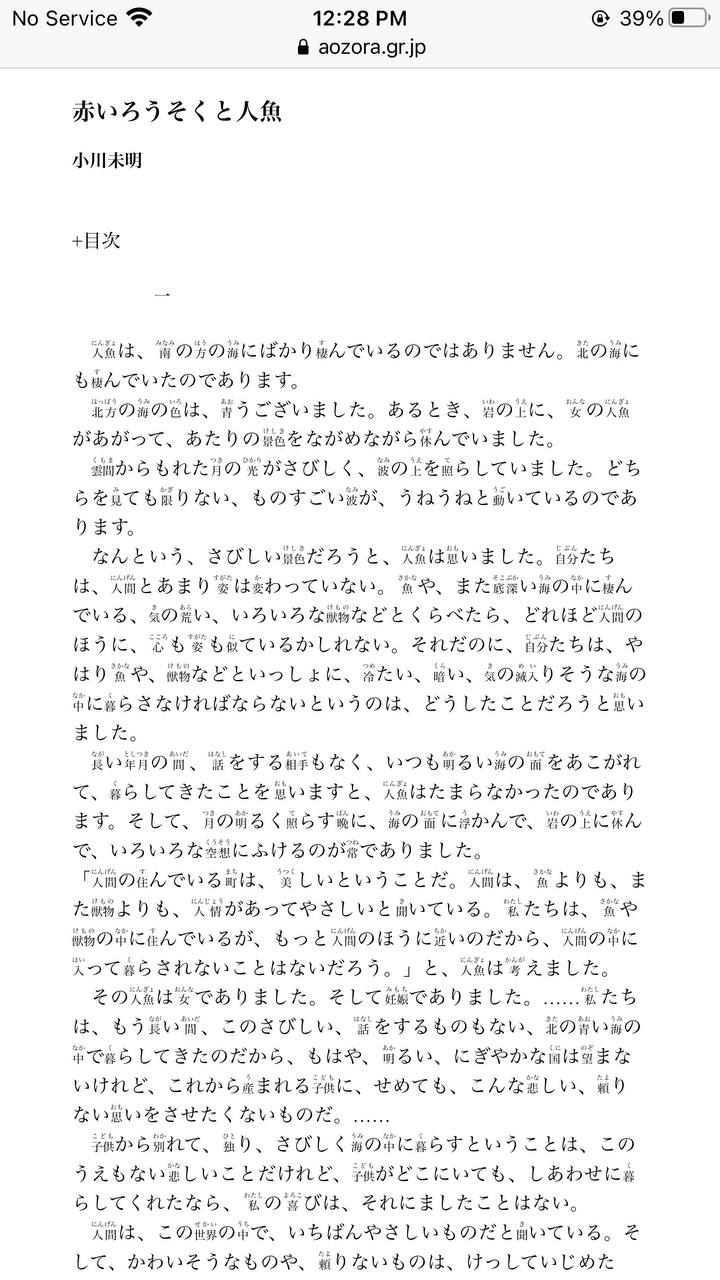 No Service 12:28 PM 39%
aozora.gr.jp
赤いろうそくと人魚
小川未明
+目次
一
人魚は、南の方の海にばかり棲んでいるのではありません。北の海に
も棲んでいたのであります。
北方の海の色は、青うございました。あるとき、岩の上に、女の人魚
があがって、あたりの景色をながめながら休んでいました。
雲間からもれた月の光がさびしく、波の上を照らしていました。どち
らを見ても限りない、ものすごい波が、うねうねと動いているのであ
ります。
なんという、さびしい景色だろうと、人魚は思いました。自分たち
は、人間とあまり姿は変わっていない。魚や、また底深い海の中に棲ん
でいる、気の荒い、いろいろな獣物などとくらべたら、どれほど人間の
ほうに、心も姿も似ているかしれない。それだのに、自分たちは、や
はり魚や、獣物などといっしょに、冷たい、暗い、気の滅入りそうな海の
中に暮らさなければならないというのは、どうしたことだろうと思い
ました。
長い年月の間、話をする相手もなく、いつも明るい海の面をあこがれ
て、暮らしてきたことを思いますと、人魚はたまらなかったのであり
ます。そして、月の明るく照らす晩に、海の面に浮かんで、岩の上に休ん
で、いろいろな空想にふけるのが常でありました。
「人間の住んでいる町は、美しいということだ。人間は、魚よりも、ま
た獣物よりも、人情があってやさしいと聞いている。私たちは、魚や
獣物の中に住んでいるが、もっと人間のほうに近いのだから、人間の中に
入って暮らされないことはないだろう。」と、人魚は考えました。
その人魚は女でありました。そして妊娠でありました。……私たち
は、もう長い間、このさびしい、話をするものもない、北の青い海の
中で暮らしてきたのだから、もはや、明るい、にぎやかな国は望まな
いけれど、これから産まれる子供に、せめても、こんな悲しい、頼り
ない思いをさせたくないものだ。……
子供から別れて、独り、さびしく海の中に暮らすということは、この
うえもない悲しいことだけれど、子供がどこにいても、しあわせに暮
らしてくれたなら、私の喜びは、それにましたことはない。
人間は、この世界の中で、いちばんやさしいものだと聞いている。そ
して、かわいそうなものや、頼りないものは、けっしていじめた